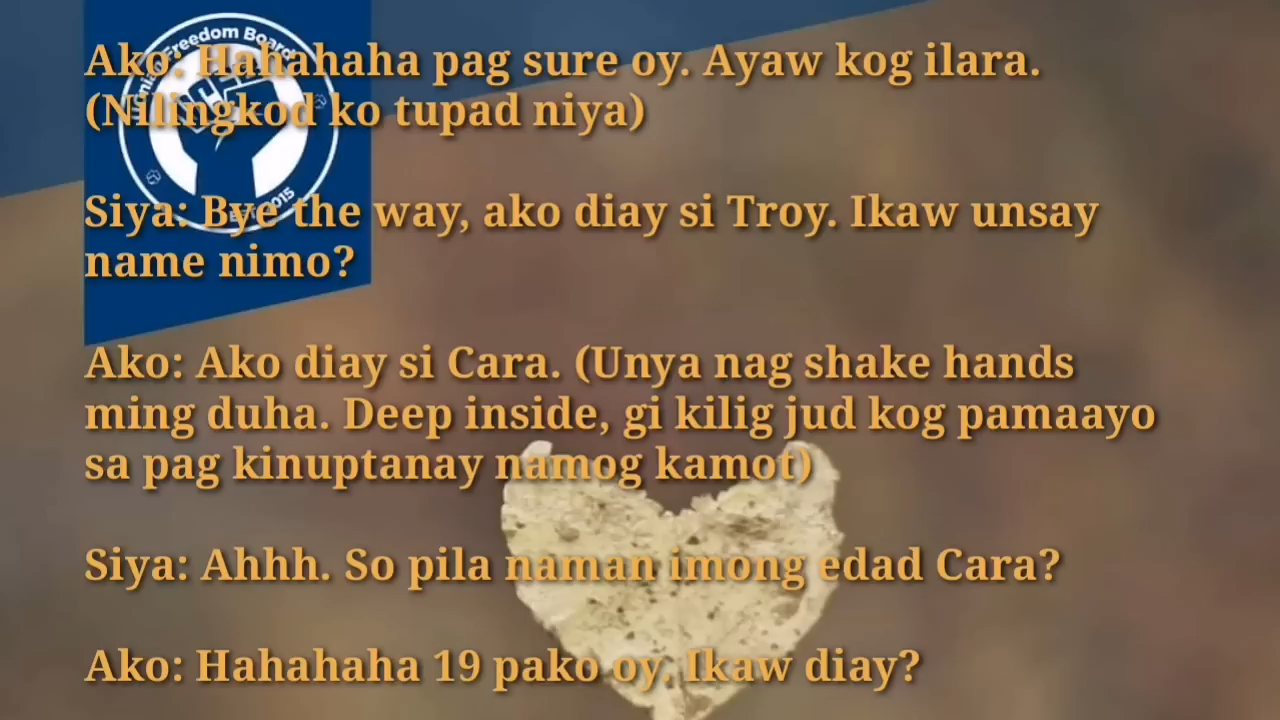 Freedom Board
Ako: Hahahaha pag sure oy. Ayaw kog ilara.
(Nilingkod ko tupad niya)
Siya: Bye the way, ako diay si Troy. Ikaw unsay
name nimo?
Ako: Ako diay si Cara. (Unya nag shake hands
ming duha. Deep inside, gi kilig jud kog pamaayo
sa pag kinuptanay namog kamot)
Siya: Ahhh. So pila naman imong edad Cara?
Ako: Hahahaha 19 pako oy. Ikaw diay?